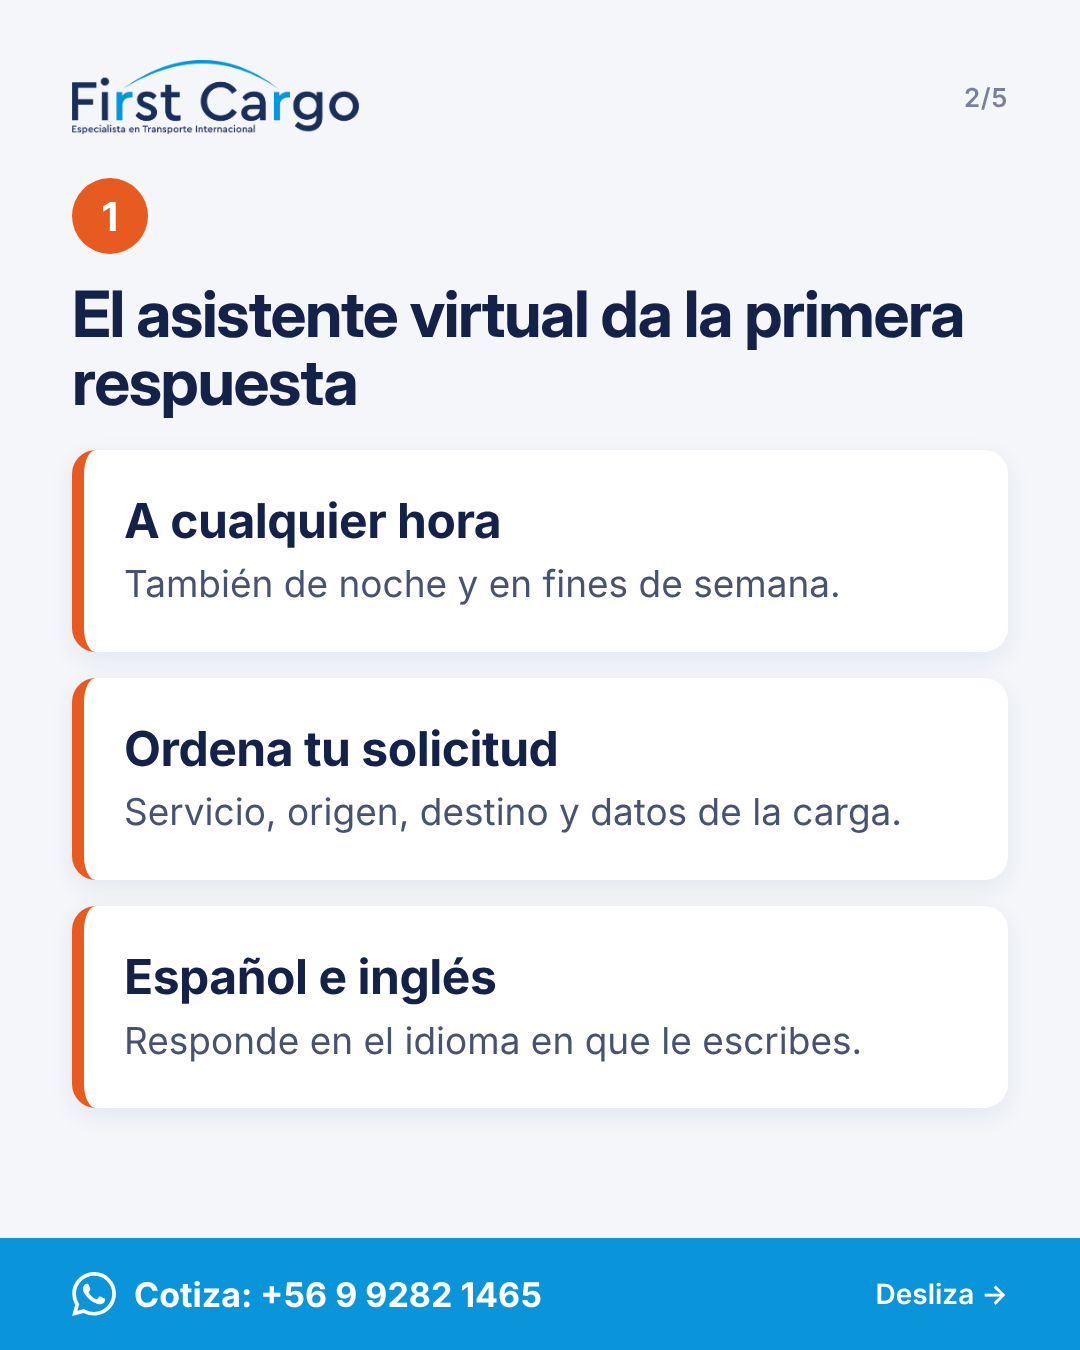 First Cargo
Especialista en Transporte Internacional
2/5
1
El asistente virtual da la primera
respuesta
A cualquier hora
También de noche y en fines de semana.
Ordena tu solicitud
Servicio, origen, destino y datos de la carga.
Español e inglés
Responde en el idioma en que le escribes.
Cotiza: +56 9 9282 1465
Desliza →